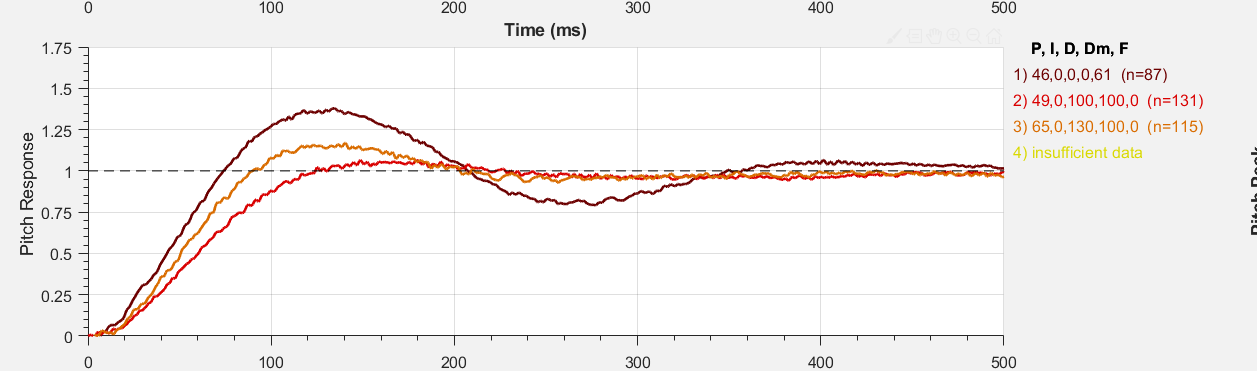 0 100 200 300 400 500
Time (ms)
P, I, D, Dm, F
1) 46,0,0,0,61 (n=87)
2) 49,0,100,100,0 (n=131)
3) 65,0,130,100,0 (n=115)
4) insufficient data
1.75
1.5
1.25
1
0.75
0.5
0.25
0
Pitch Response
0 100 200 300 400 500